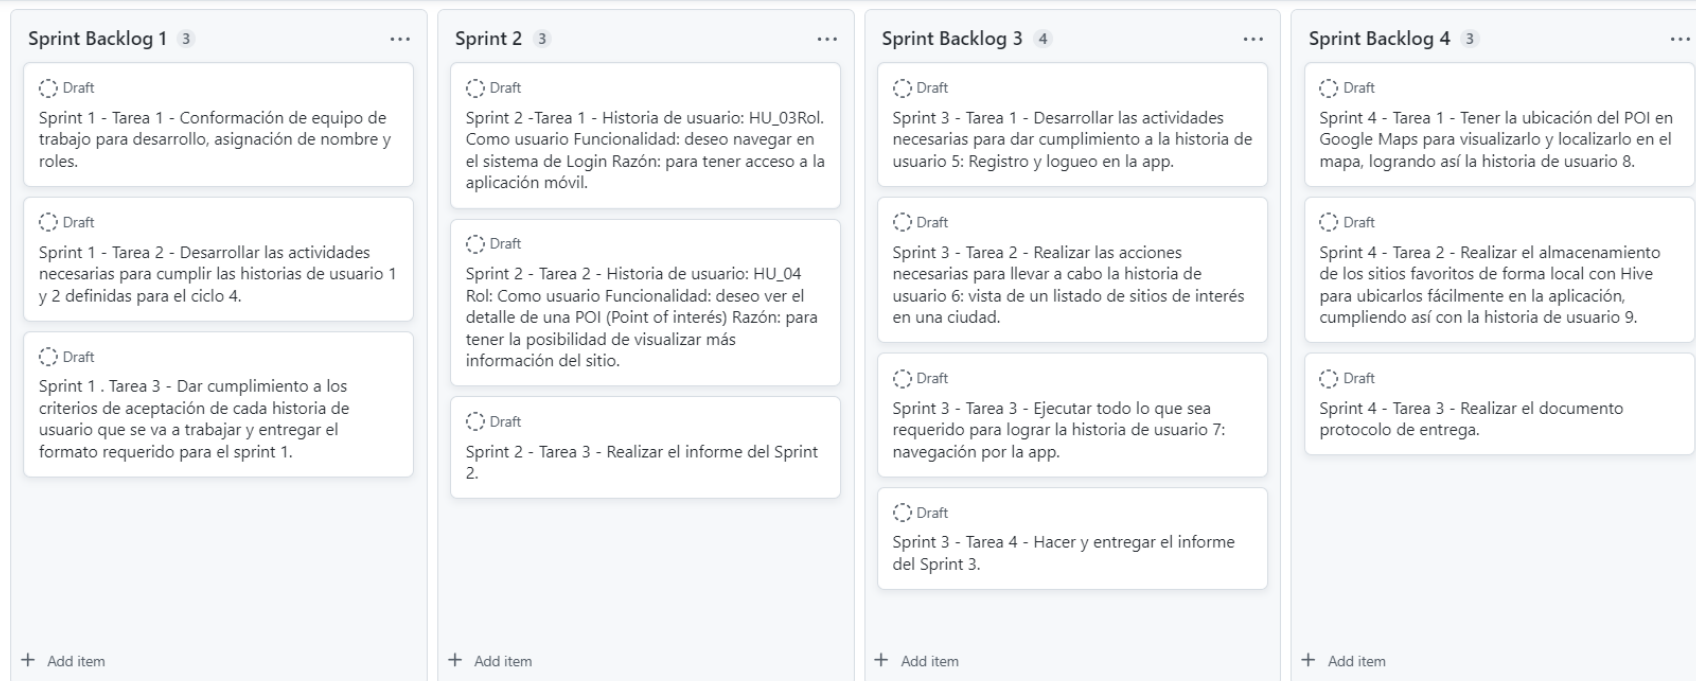 Sprint Backlog 1 3 ...
Draft
Sprint 1 - Tarea 1 - Conformación de equipo de
trabajo para desarrollo, asignación de nombre y
roles.
Draft
Sprint 1 - Tarea 2 - Desarrollar las actividades
necesarias para cumplir las historias de usuario 1
y 2 definidas para el ciclo 4.
Draft
Sprint 1 . Tarea 3 - Dar cumplimiento a los
criterios de aceptación de cada historia de
usuario que se va a trabajar y entregar el
formato requerido para el sprint 1.
+ Add item
Sprint 2 3 ...
Draft
Sprint 2 -Tarea 1 - Historia de usuario: HU_03Rol.
Como usuario Funcionalidad: deseo navegar en
el sistema de Login Razón: para tener acceso a la
aplicación móvil.
Draft
Sprint 2 - Tarea 2 - Historia de usuario: HU_04
Rol: Como usuario Funcionalidad: deseo ver el
detalle de una POI (Point of interés) Razón: para
tener la posibilidad de visualizar más
información del sitio.
Draft
Sprint 2 - Tarea 3 - Realizar el informe del Sprint
2.
+ Add item
Sprint Backlog 3 4 ...
Draft
Sprint 3 - Tarea 1 - Desarrollar las actividades
necesarias para dar cumplimiento a la historia de
usuario 5: Registro y logueo en la app.
Draft
Sprint 3 - Tarea 2 - Realizar las acciones
necesarias para llevar a cabo la historia de
usuario 6: vista de un listado de sitios de interés
en una ciudad.
Draft
Sprint 3 - Tarea 3 - Ejecutar todo lo que sea
requerido para lograr la historia de usuario 7:
navegación por la app.
Draft
Sprint 3 - Tarea 4 - Hacer y entregar el informe
del Sprint 3.
+ Add item
Sprint Backlog 4 3 ...
Draft
Sprint 4 - Tarea 1 - Tener la ubicación del POI en
Google Maps para visualizarlo y localizarlo en el
mapa, logrando así la historia de usuario 8.
Draft
Sprint 4 - Tarea 2 - Realizar el almacenamiento
de los sitios favoritos de forma local con Hive
para ubicarlos fácilmente en la aplicación,
cumpliendo así con la historia de usuario 9.
Draft
Sprint 4 - Tarea 3 - Realizar el documento
protocolo de entrega.
+ Add item